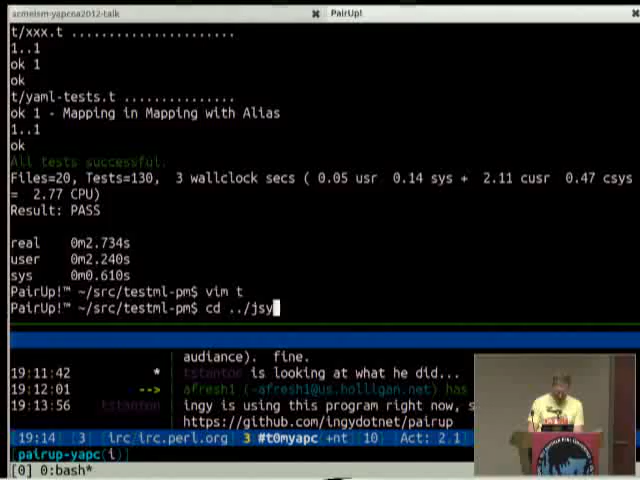 acmeism-yapcna2012-talk
PairUp!
t/xxx.t .......................
1..1
ok 1
ok
t/yaml-tests.t ...............
ok 1 - Mapping in Mapping with Alias
1..1
ok
All tests successful.
Files=20, Tests=130,  3 wallclock secs ( 0.05 usr  0.14 sys +  2.11 cusr  0.47 csys
=  2.77 CPU)
Result: PASS
real    0m2.734s
user    0m2.240s
sys     0m0.610s
PairUp!™ ~/src/testml-pm$ vim t
PairUp!™ ~/src/testml-pm$ cd ../jsy
audience).  fine.
19:11:42 * tstanton is looking at what he did...
19:12:01 --> afresh1 (~afresh1@us.holligan.net) has
19:13:56 tstanton ingy is using this program right now, s
https://github.com/ingydotnet/pairup
19:14 [3 irc/irc.perl.org] 3 #t0myapc +nt [10] Act: 2.1
[pairup-yapc(i)]
[0] 0:bash*